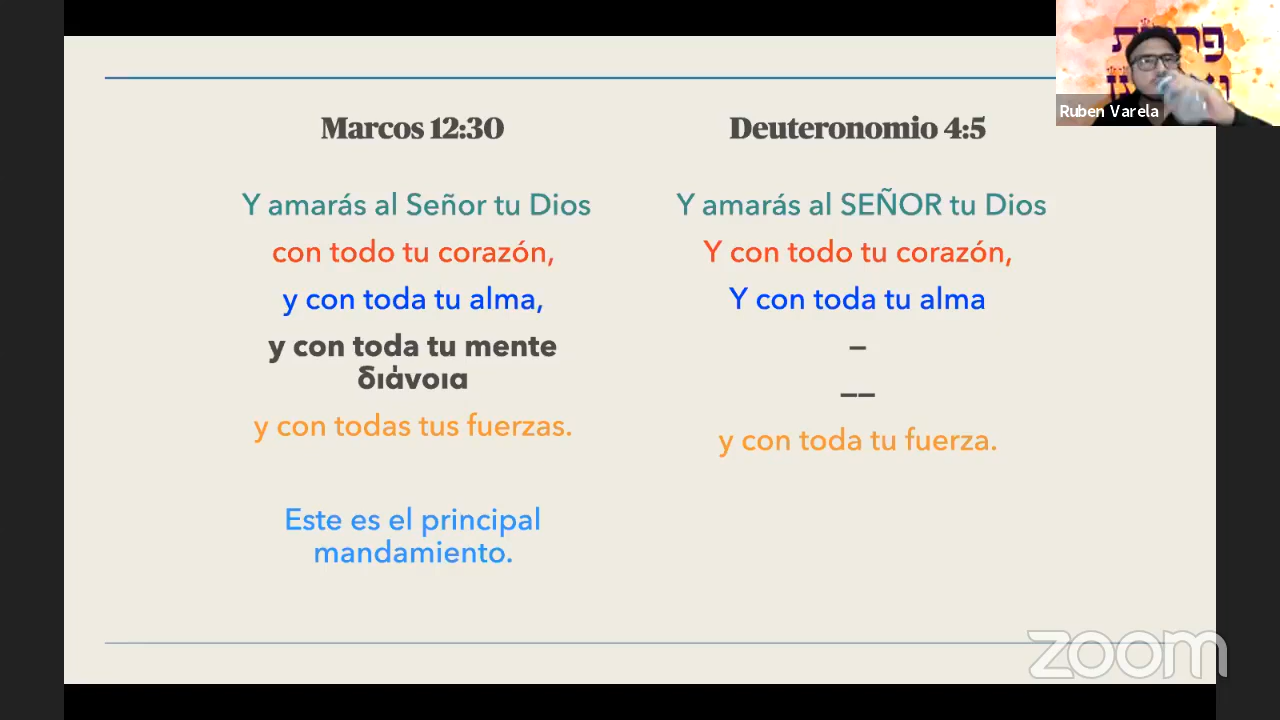 Marcos 12:30
Y amarás al Señor tu Dios
con todo tu corazón,
y con toda tu alma,
y con toda tu mente
διάνοια
y con todas tus fuerzas.
Este es el principal
mandamiento.
Deuteronomio 4:5
Y amarás al SEÑOR tu Dios
Y con todo tu corazón,
Y con toda tu alma
–
––
y con toda tu fuerza.
Ruben Varela
zoom